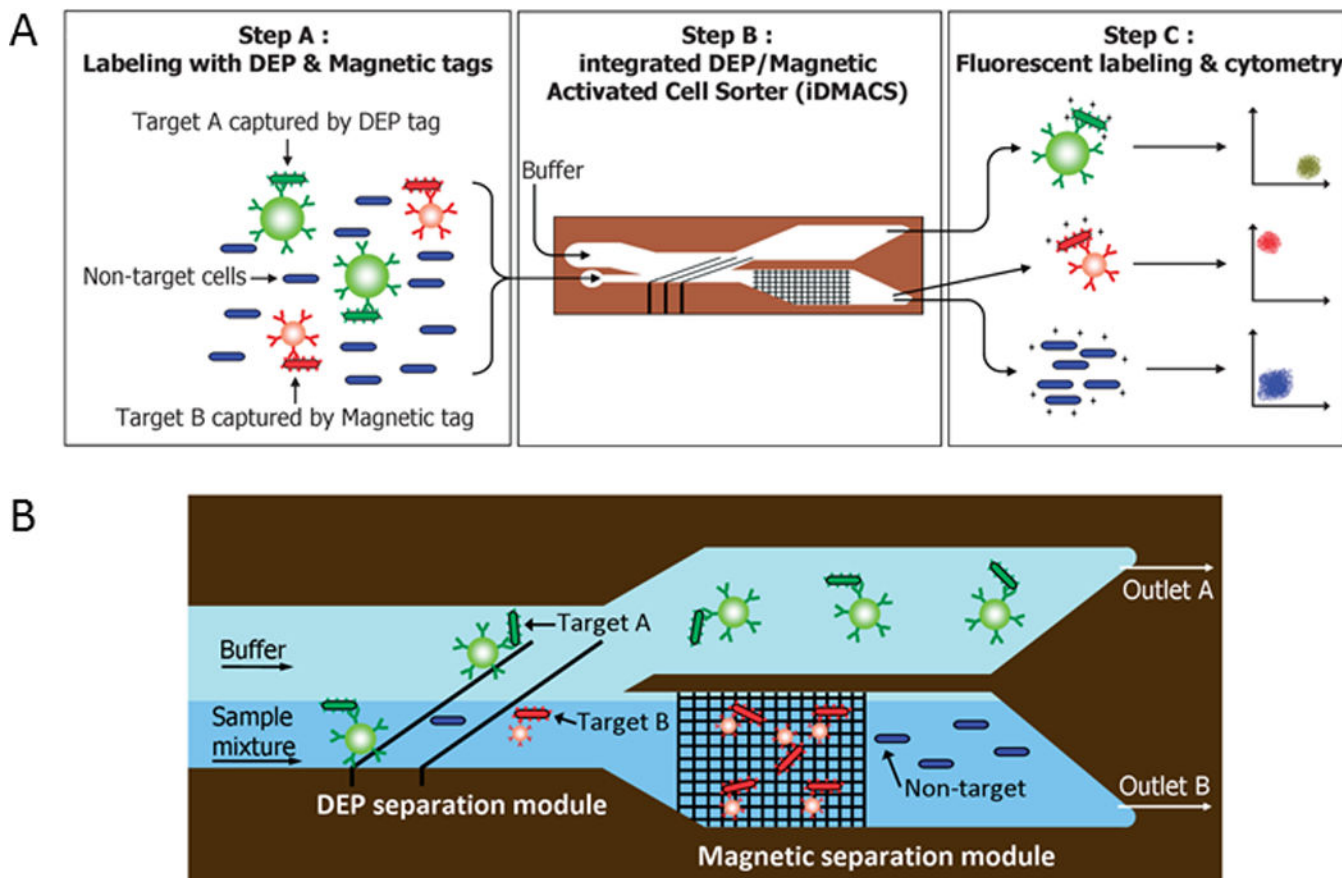 A
Step A :
Labeling with DEP & Magnetic tags
Target A captured by DEP tag
Non-target cells
Target B captured by Magnetic tag
Step B :
integrated DEP/Magnetic
Activated Cell Sorter (iDMACS)
Buffer
Step C :
Fluorescent labeling & cytometry
B
Buffer
Sample
mixture
Target A
Target B
DEP separation module
Non-target
Magnetic separation module
Outlet A
Outlet B